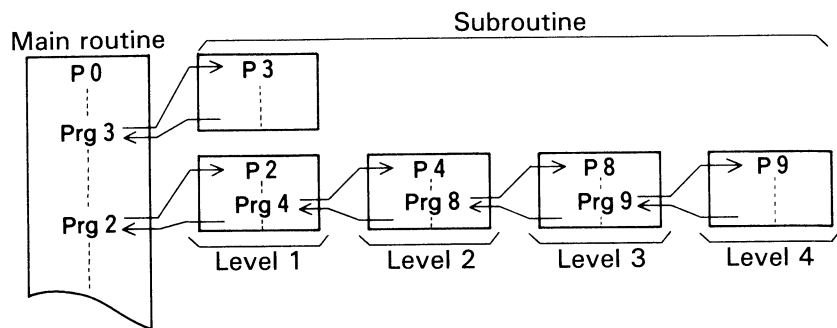 Subroutine
Main routine
P0
P3
Prg 3
P2
P4
P8
P9
Prg 4
Prg 8
Prg 9
Prg 2
Level 1
Level 2
Level 3
Level 4